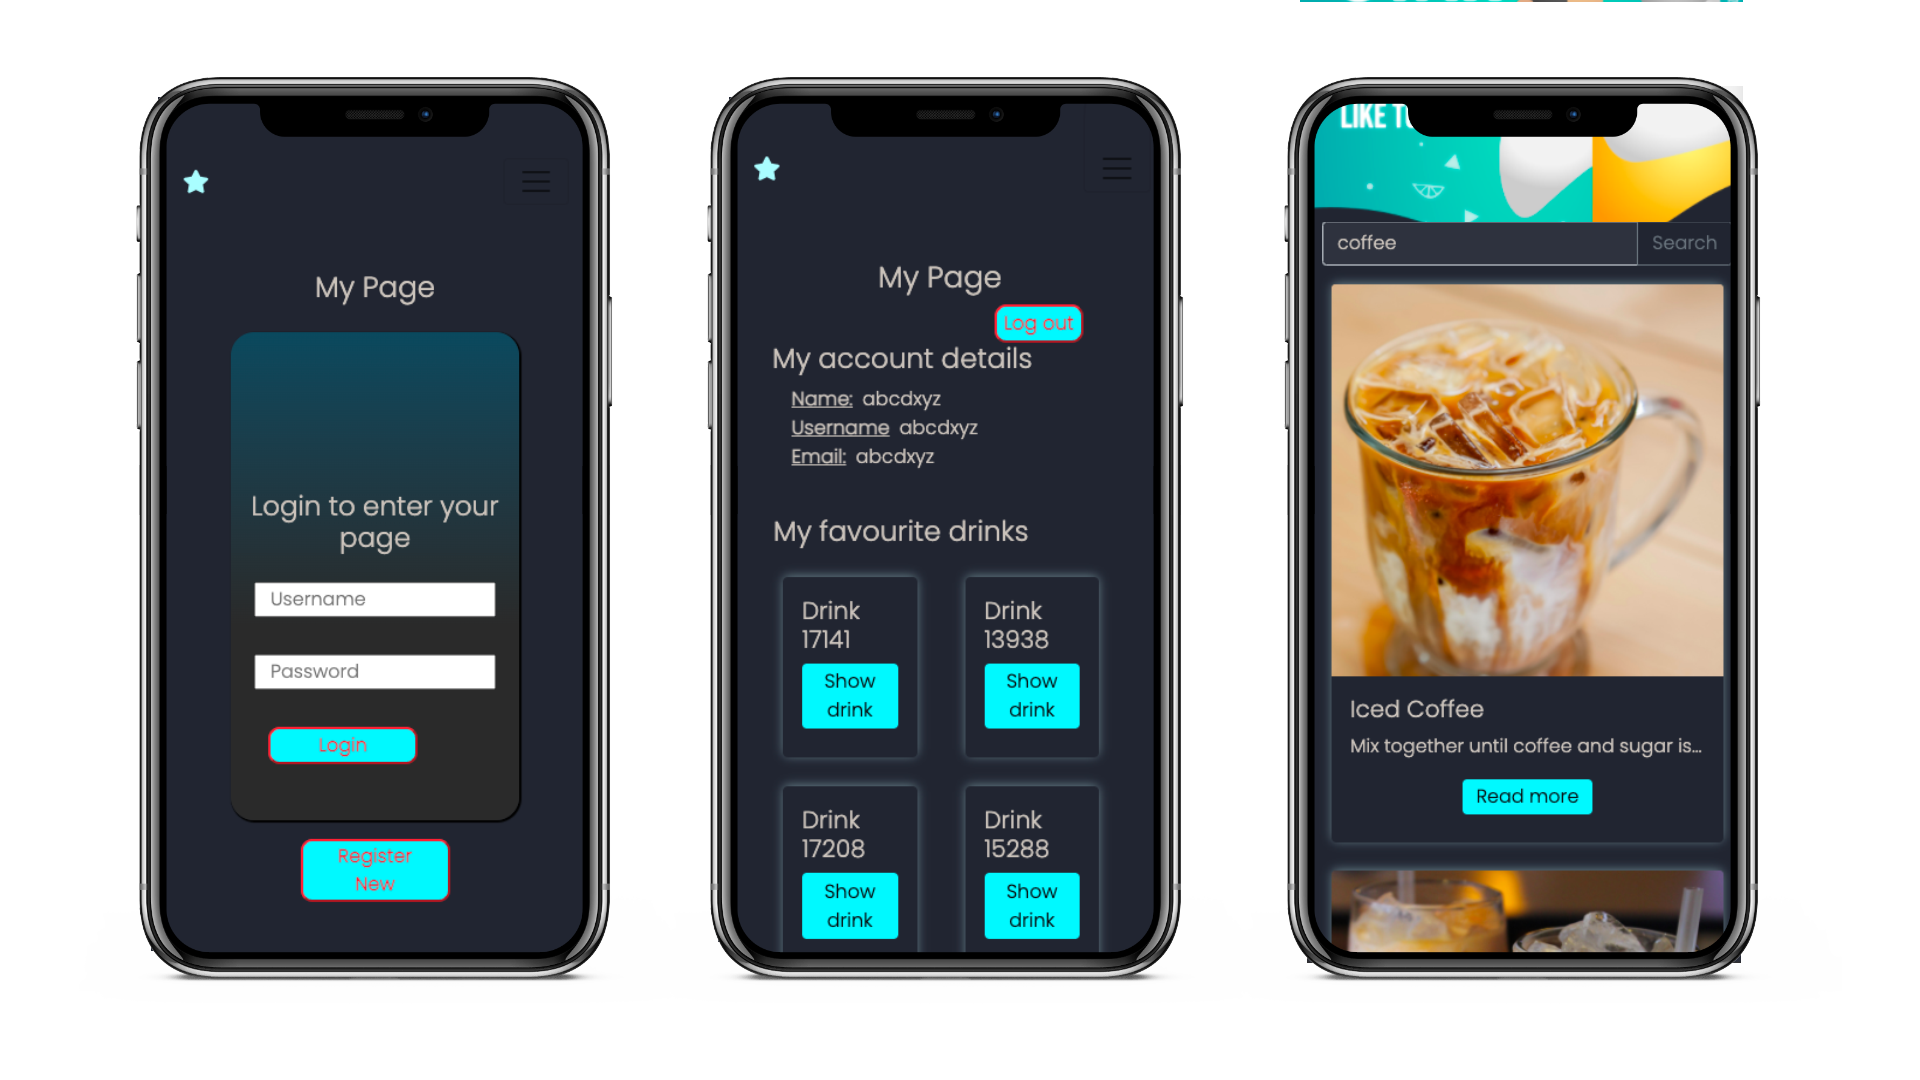 My Page
Login to enter your
page
Username
Password
Login
Register
New
My Page
Log out
My account details
Name: abcdxyz
Username abcdxyz
Email: abcdxyz
My favourite drinks
Drink
17141
Show
drink
Drink
13938
Show
drink
Drink
17208
Show
drink
Drink
15288
Show
drink
LIKE
coffee
Search
Iced Coffee
Mix together until coffee and sugar is...
Read more